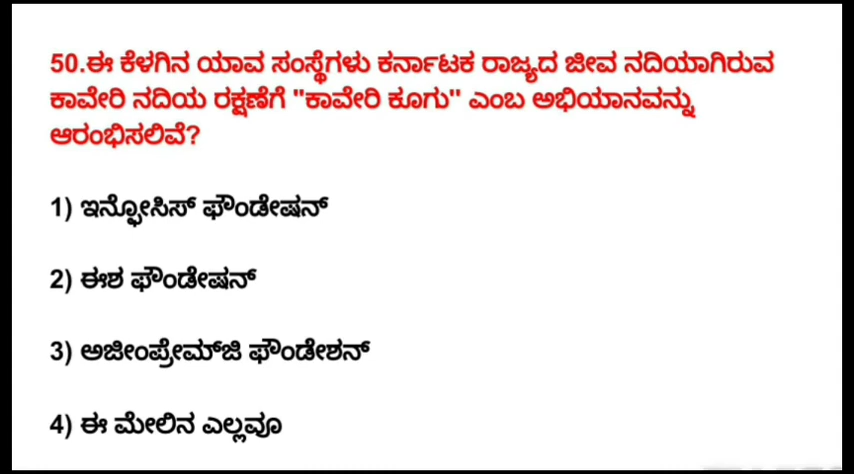 50.ಈ ಕೆಳಗಿನ ಯಾವ ಸಂಸ್ಥೆಗಳು ಕರ್ನಾಟಕ ರಾಜ್ಯದ ಜೀವ ನದಿಯಾಗಿರುವ
ಕಾವೇರಿ ನದಿಯ ರಕ್ಷಣೆಗೆ "ಕಾವೇರಿ ಕೂಗು" ಎಂಬ ಅಭಿಯಾನವನ್ನು
ಆರಂಭಿಸಲಿವೆ?
1) ಇನ್ಫೋಸಿಸ್ ಫೌಂಡೇಷನ್
2) ಈಶ ಫೌಂಡೇಷನ್
3) ಅಜೀಂಪ್ರೇಮ್‌ಜಿ ಫೌಂಡೇಶನ್
4) ಈ ಮೇಲಿನ ಎಲ್ಲವೂ